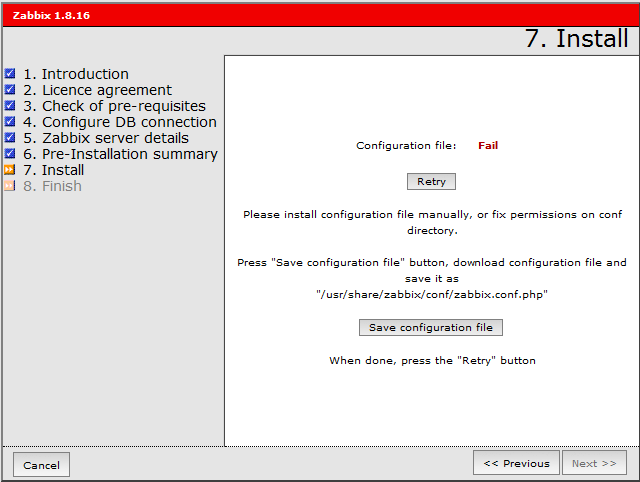 Zabbix 1.8.16
7. Install
1. Introduction
2. Licence agreement
3. Check of pre-requisites
4. Configure DB connection
5. Zabbix server details
6. Pre-Installation summary
7. Install
8. Finish
Configuration file: Fail
Retry
Please install configuration file manually, or fix permissions on conf
directory.
Press "Save configuration file" button, download configuration file and
save it as
"/usr/share/zabbix/conf/zabbix.conf.php"
Save configuration file
When done, press the "Retry" button
Cancel
<< Previous
Next >>